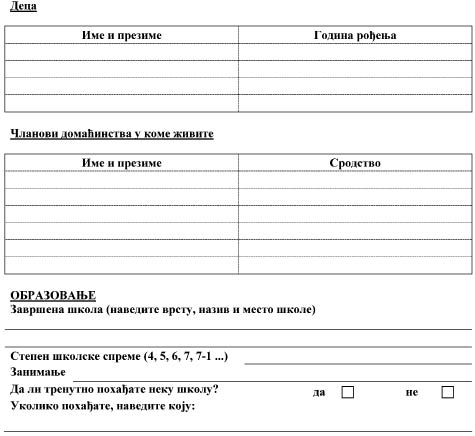 Деца
Име и презиме Година рођења
Чланови домаћинства у коме живите
Име и презиме Сродство
ОБРАЗОВАЊЕ
Завршена школа (наведите врсту, назив и место школе)
Степен школске спреме (4, 5, 6, 7, 7-1 ...)
Занимање
Да ли тренутно похађате неку школу? да не
Уколико похађате, наведите коју: